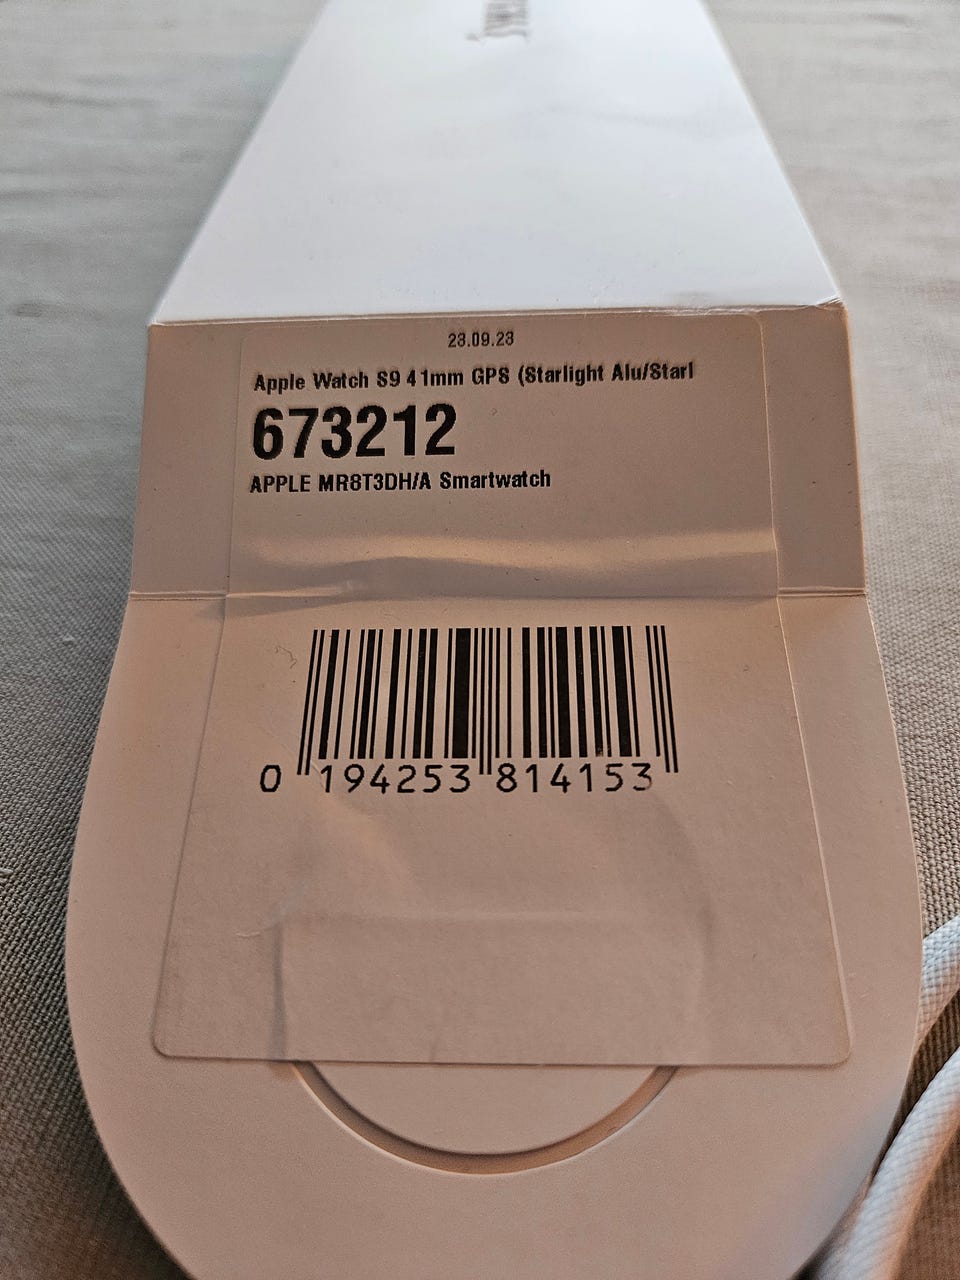 23.09.23
Apple Watch S9 41mm GPS (Starlight Alu/Starl
673212
APPLE MR8T3DH/A Smartwatch
0 194253 814153